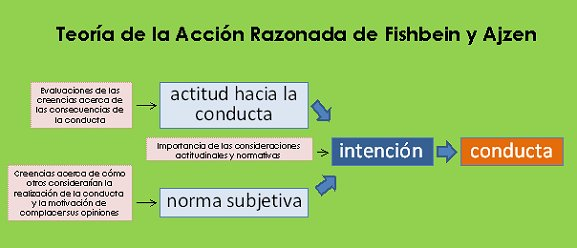 Teoría de la Acción Razonada de Fishbein y Ajzen
Evaluaciones de las
creencias acerca de
las consecuencias de
la conducta
actitud hacia la
conducta
Importancia de las consideraciones
actitudinales y normativas
intención
conducta
Creencias acerca de cómo
otros considerarían la
realización de la conducta
y la motivación de
complacer sus opiniones
norma subjetiva